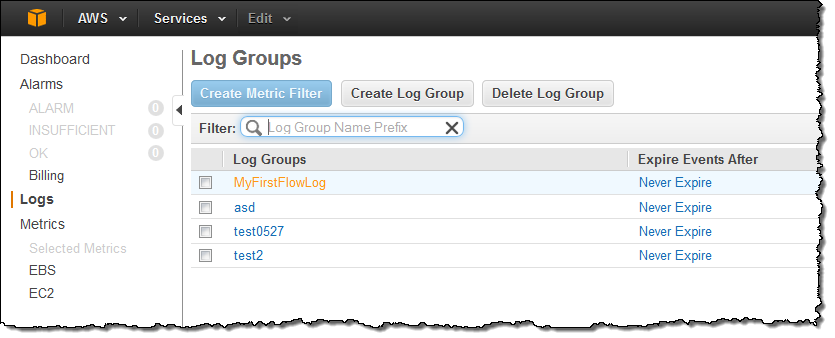 AWS Services Edit
Dashboard
Alarms
ALARM 0
INSUFFICIENT 0
OK 0
Billing
Logs
Metrics
Selected Metrics
EBS
EC2
Log Groups
Create Metric Filter Create Log Group Delete Log Group
Filter: Log Group Name Prefix
Log Groups Expire Events After
MyFirstFlowLog Never Expire
asd Never Expire
test0527 Never Expire
test2 Never Expire